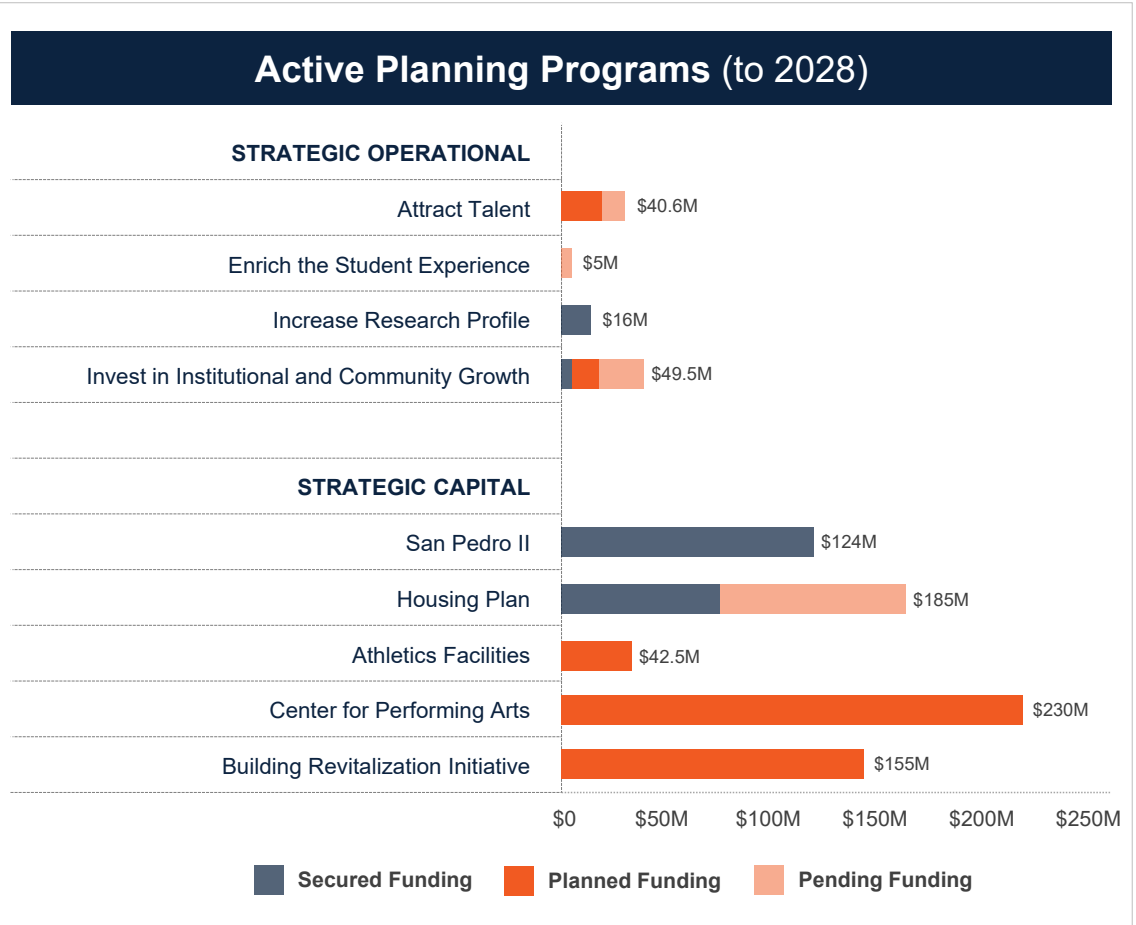 Active Planning Programs (to 2028)
STRATEGIC OPERATIONAL
Attract Talent $40.6M
Enrich the Student Experience $5M
Increase Research Profile $16M
Invest in Institutional and Community Growth $49.5M
STRATEGIC CAPITAL
San Pedro II $124M
Housing Plan $185M
Athletics Facilities $42.5M
Center for Performing Arts $230M
Building Revitalization Initiative $155M
$0 $50M $100M $150M $200M $250M
Secured Funding Planned Funding Pending Funding